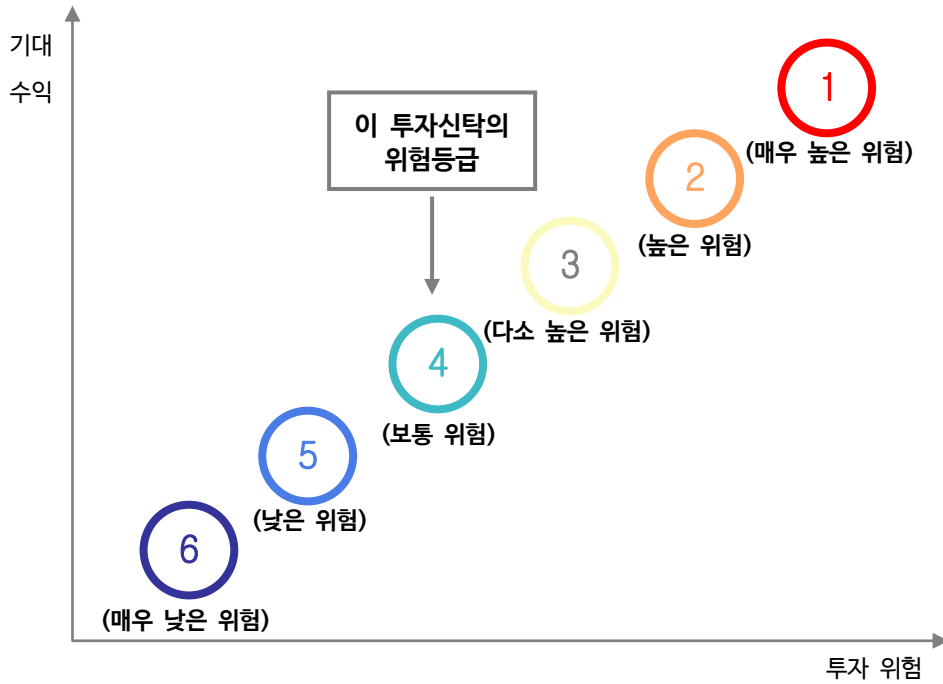 기대
수익
1
(매우 높은 위험)
이 투자신탁의
위험등급
2
(높은 위험)
3
(다소 높은 위험)
4
(보통 위험)
5
(낮은 위험)
6
(매우 낮은 위험)
투자 위험